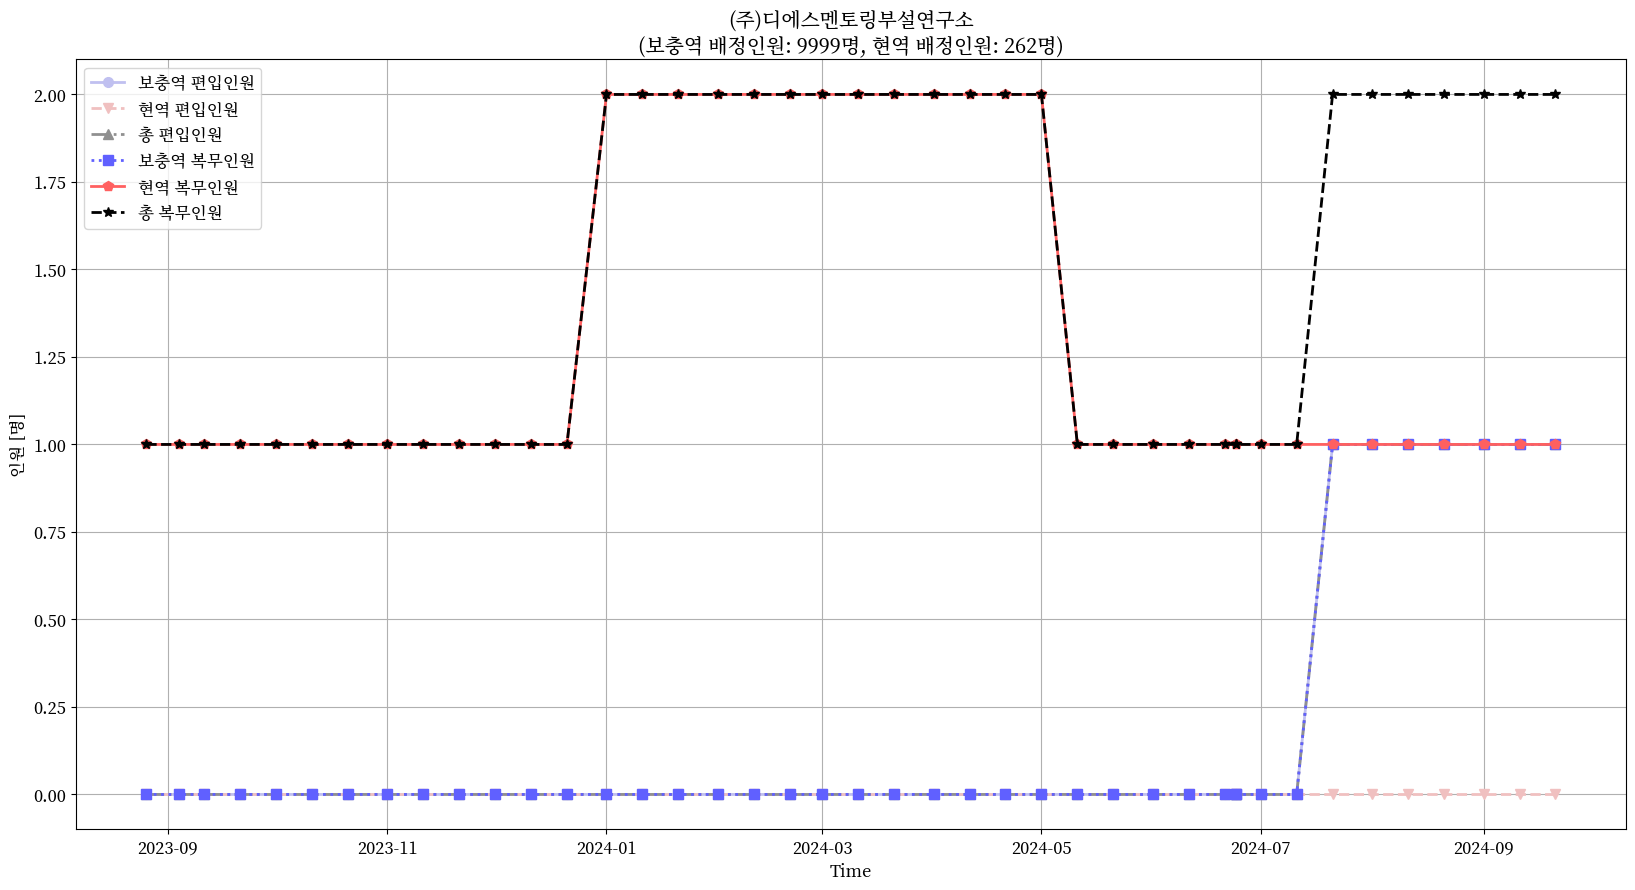 (주)디에스멘토링부설연구소
(보충역 배정인원: 9999명, 현역 배정인원: 262명)
보충역 편입인원
현역 편입인원
총 편입인원
보충역 복무인원
현역 복무인원
총 복무인원
2.00
1.75
1.50
1.25
1.00
0.75
0.50
0.25
0.00
인원 [명]
2023-09
2023-11
2024-01
2024-03
2024-05
2024-07
2024-09
Time